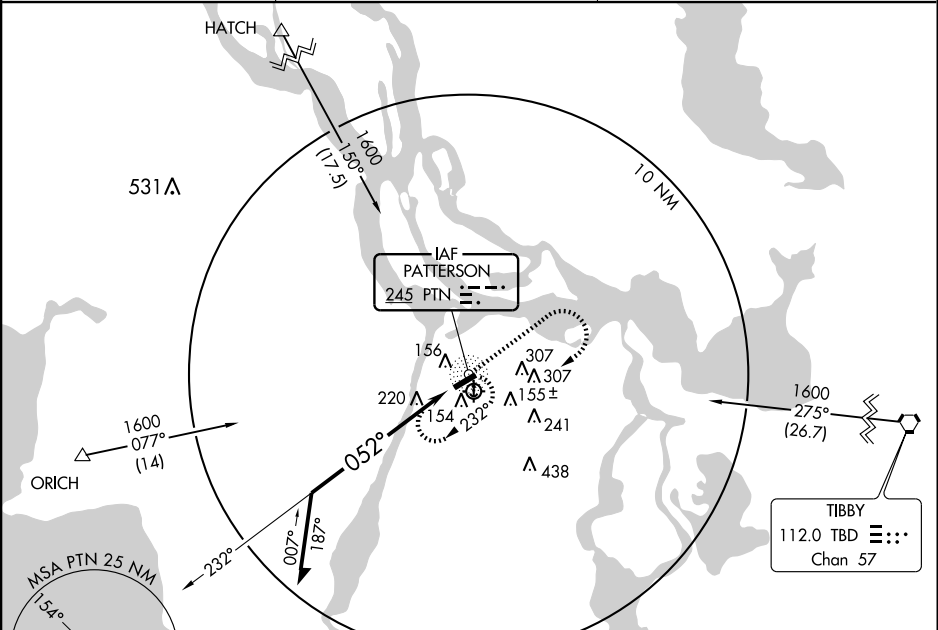 HATCH
1600
150°
(17.5)
531
10 NM
IAF
PATTERSON
245 PTN
156
307
307
220
154
155±
232°
241
438
1600
077°
(14)
ORICH
052°
1600
275°
(26.7)
TIBBY
112.0 TBD
Chan 57
007°
187°
232°
MSA PTN 25 NM
154°